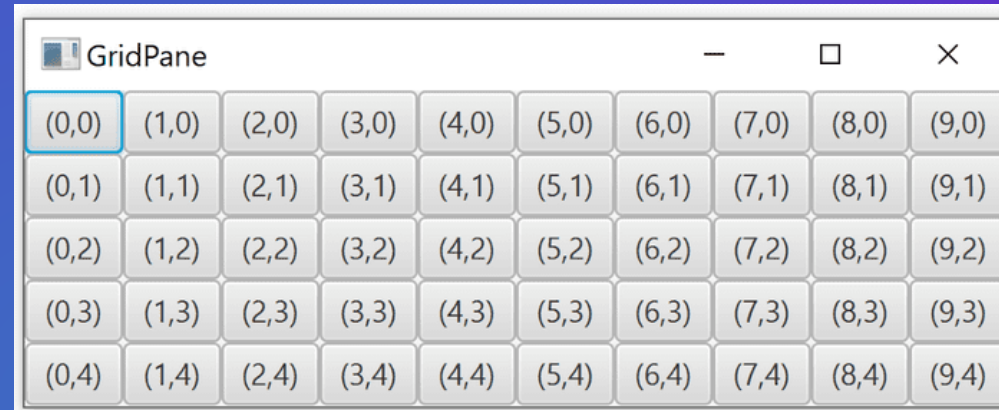 GridPane
(0,0) (1,0) (2,0) (3,0) (4,0) (5,0) (6,0) (7,0) (8,0) (9,0)
(0,1) (1,1) (2,1) (3,1) (4,1) (5,1) (6,1) (7,1) (8,1) (9,1)
(0,2) (1,2) (2,2) (3,2) (4,2) (5,2) (6,2) (7,2) (8,2) (9,2)
(0,3) (1,3) (2,3) (3,3) (4,3) (5,3) (6,3) (7,3) (8,3) (9,3)
(0,4) (1,4) (2,4) (3,4) (4,4) (5,4) (6,4) (7,4) (8,4) (9,4)